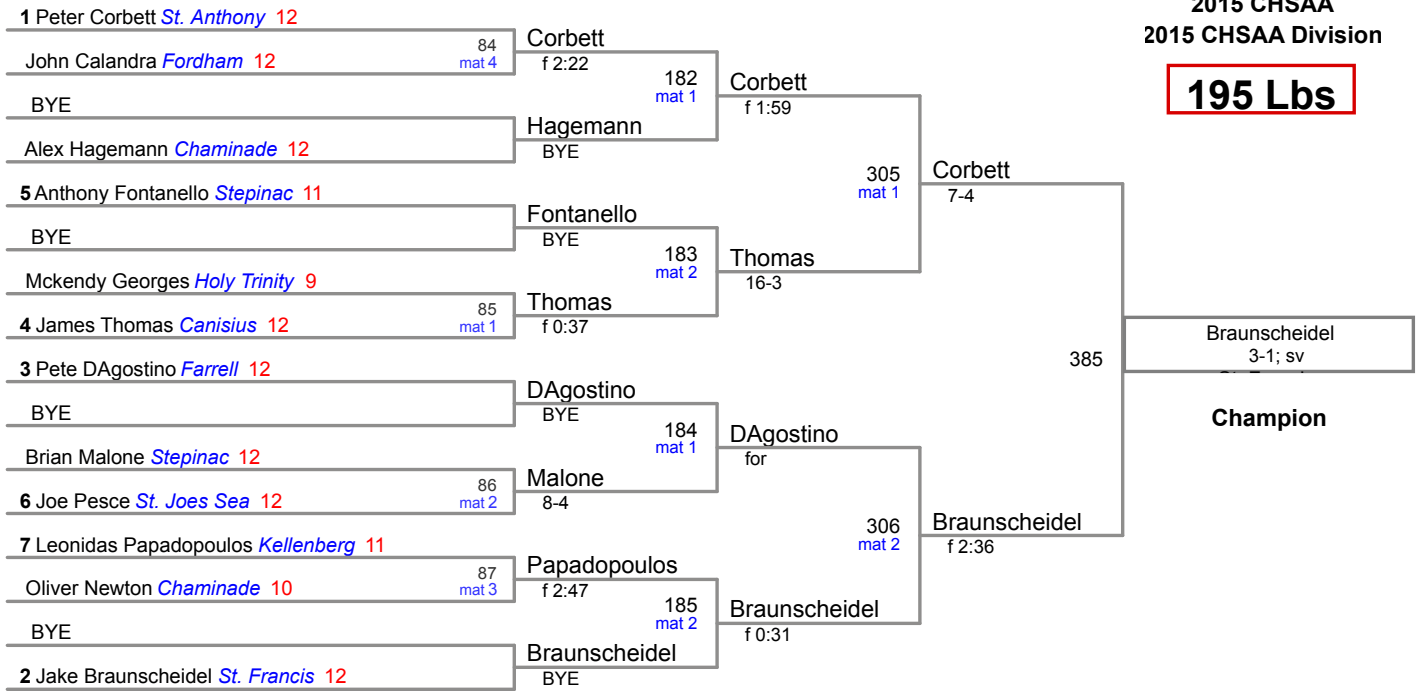 2015 CHSAA
2015 CHSAA Division
195 Lbs
1 Peter Corbett St. Anthony 12
John Calandra Fordham 12
BYE
Alex Hagemann Chaminade 12
5 Anthony Fontanello Stepinac 11
BYE
Mckendy Georges Holy Trinity 9
4 James Thomas Canisius 12
3 Pete DAgostino Farrell 12
BYE
Brian Malone Stepinac 12
6 Joe Pesce St. Joes Sea 12
7 Leonidas Papadopoulos Kellenberg 11
Oliver Newton Chaminade 10
BYE
2 Jake Braunscheidel St. Francis 12
84
mat 4
85
mat 1
86
mat 2
87
mat 3
Corbett
f 2:22
Hagemann
BYE
Fontanello
BYE
Thomas
f 0:37
DAgostino
BYE
Malone
8-4
Papadopoulos
f 2:47
Braunscheidel
BYE
182
mat 1
183
mat 2
184
mat 1
185
mat 2
Corbett
f 1:59
Thomas
16-3
DAgostino
for
Braunscheidel
f 0:31
305
mat 1
306
mat 2
Corbett
7-4
Braunscheidel
f 2:36
385
Braunscheidel
3-1; sv
Champion